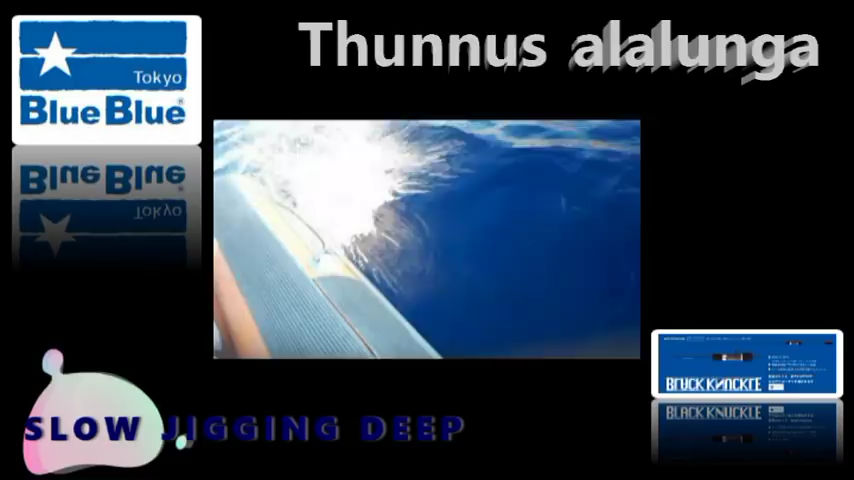 Thunnus alalunga
Tokyo
BlueBlue®
SLOW JIGGING DEEP
BLACK KNUCKLE